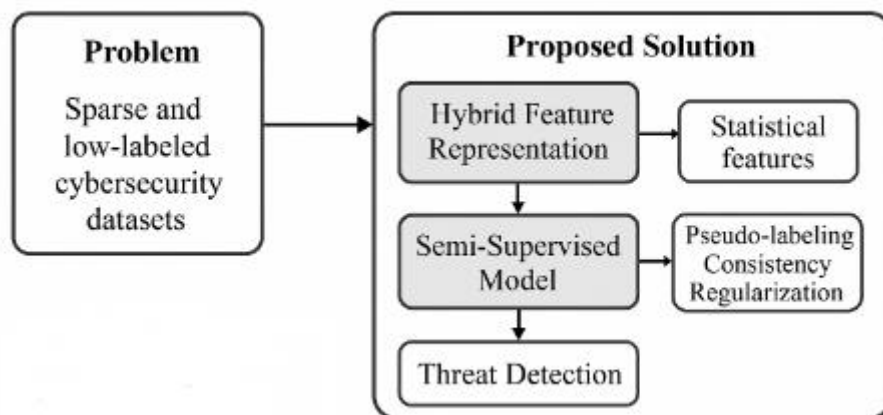 Problem
Sparse and
low-labeled
cybersecurity
datasets
Proposed Solution
Hybrid Feature
Representation
Statistical
features
Semi-Supervised
Model
Pseudo-labeling
Consistency
Regularization
Threat Detection